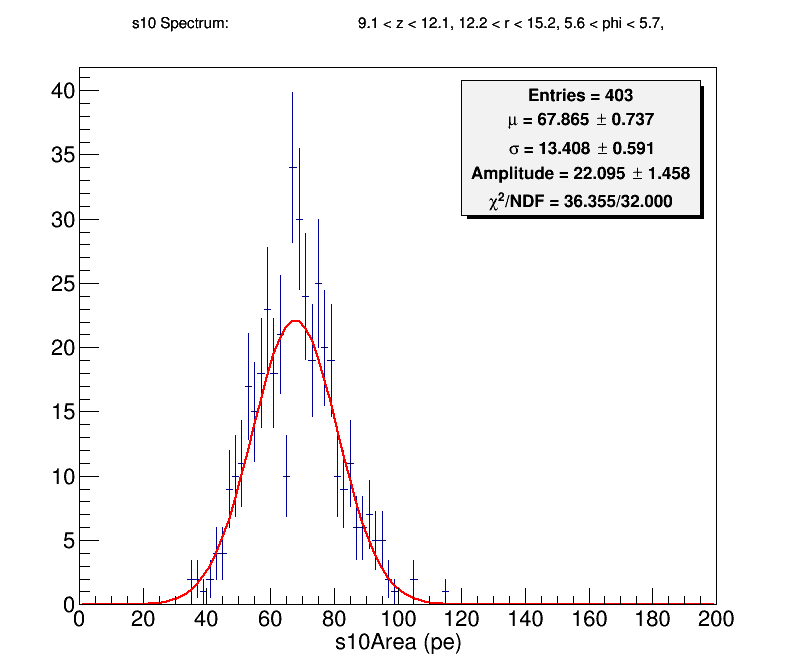 s10 Spectrum: 9.1 < z < 12.1, 12.2 < r < 15.2, 5.6 < phi < 5.7,
Entries = 403
μ = 67.865 ± 0.737
σ = 13.408 ± 0.591
Amplitude = 22.095 ± 1.458
χ²/NDF = 36.355/32.000
40
35
30
25
20
15
10
5
0
0 20 40 60 80 100 120 140 160 180 200
s10Area (pe)